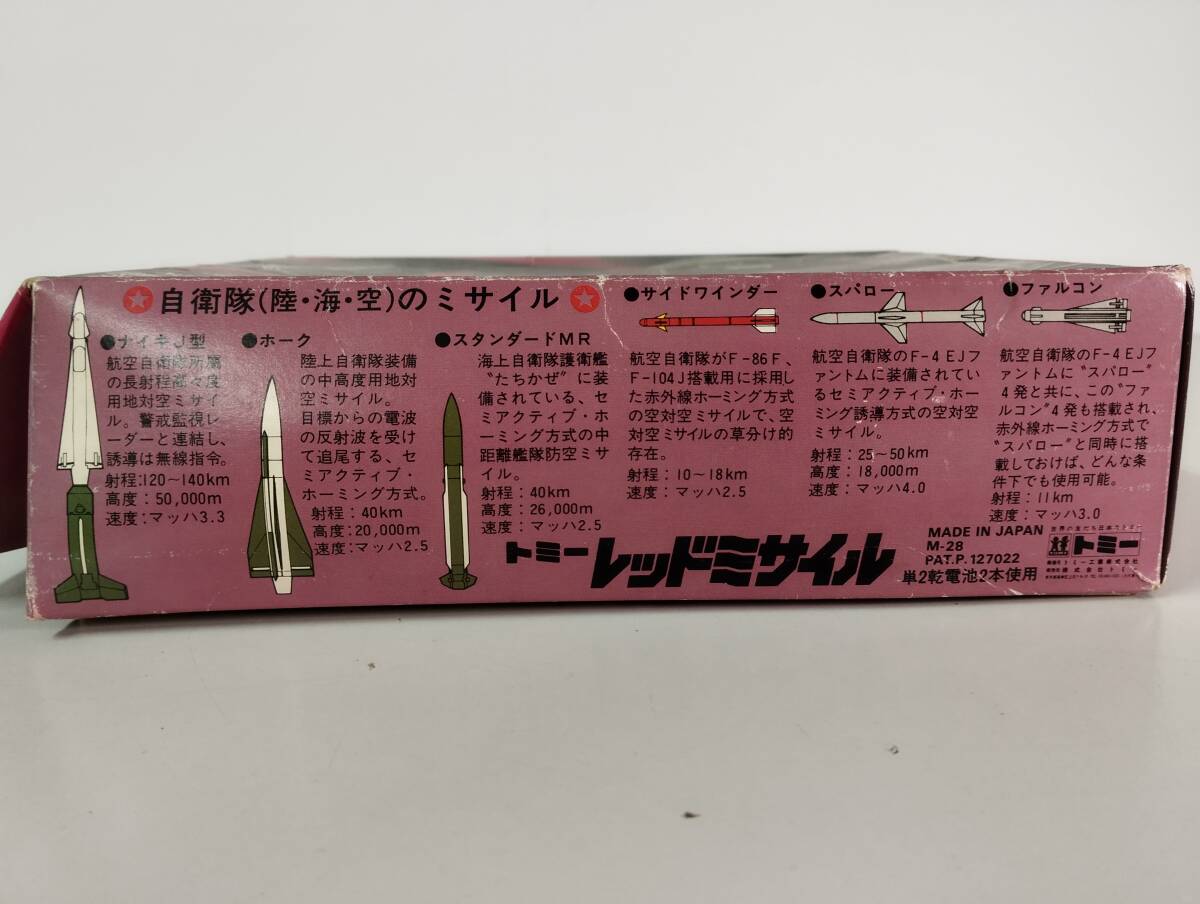 自衛隊(陸・海・空)のミサイル
●ナイキJ型
航空自衛隊所属
の長射程高々度
用地対空ミサイ
ル。警戒監視レ
ーダーと連結し、
誘導は無線指令。
射程:120~140km
高度:50,000m
速度:マッハ3.3
●ホーク
陸上自衛隊装備
の中高度用地対
空ミサイル。
目標からの電波
の反射波を受け
て追尾する、セ
ミアクティブ・
ホーミング方式。
射程:40km
高度:20,000m
速度:マッハ2.5
●スタンダードMR
海上自衛隊護衛艦
"たちかぜ"に装
備されている、セ
ミアクティブ・ホ
ーミング方式の中
距離艦隊防空ミサ
イル。
射程:40km
高度:26,000m
速度:マッハ2.5
●サイドワインダー
航空自衛隊がF-86F、
F-104J搭載用に採用し
た赤外線ホーミング方式
の空対空ミサイルで、空
対空ミサイルの草分け的
存在。
射程:10~18km
速度:マッハ2.5
●スパロー
航空自衛隊のF-4EJフ
ァントムに装備されてい
るセミアクティブ、ホー
ミング誘導方式の空対空
ミサイル。
射程:25~50km
高度:18,000m
速度:マッハ4.0
●ファルコン
航空自衛隊のF-4EJフ
ァントムに"スパロー"
4発と共に、この"ファ
ルコン"4発も搭載され、
赤外線ホーミング方式で
"スパロー"と同時に搭
載しておけば、どんな条
件下でも使用可能。
射程:11km
速度:マッハ3.0
トミー レッドミサイル
MADE IN JAPAN
M-28
PAT.P.127022
単2乾電池2本使用
トミー
トミー工業株式会社
株式会社トミー